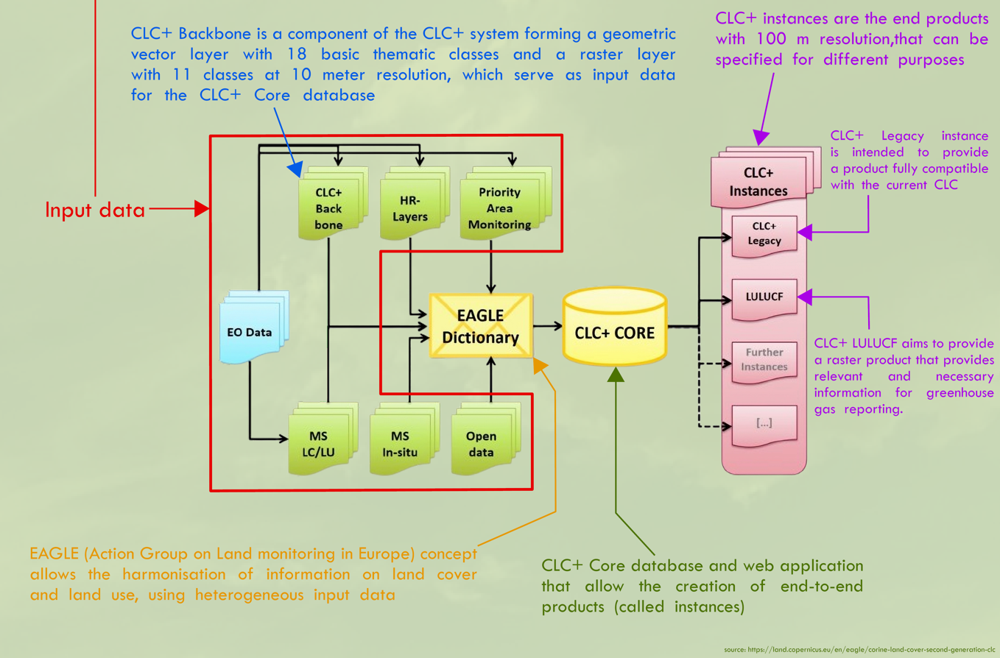 CLC+ Backbone is a component of the CLC+ system forming a geometric
vector layer with 18 basic thematic classes and a raster layer
with 11 classes at 10 meter resolution, which serve as input data
for the CLC+ Core database
CLC+ instances are the end products
with 100 m resolution,that can be
specified for different purposes
CLC+ Legacy instance
is intended to provide
a product fully compatible
with the current CLC
Input data
CLC+
Back
bone
HR-
Layers
Priority
Area
Monitoring
CLC+
Instances
CLC+
Legacy
EO Data
EAGLE
Dictionary
CLC+ CORE
LULUCF
Further
Instances
[...]
CLC+ LULUCF aims to provide
a raster product that provides
relevant and necessary
information for greenhouse
gas reporting.
MS
LC/LU
MS
In-situ
Open
data
EAGLE (Action Group on Land monitoring in Europe) concept
allows the harmonisation of information on land cover
and land use, using heterogeneous input data
CLC+ Core database and web application
that allow the creation of end-to-end
products (called instances)
source: https://land.copernicus.eu/en/eagle/corine-land-cover-second-generation-clc